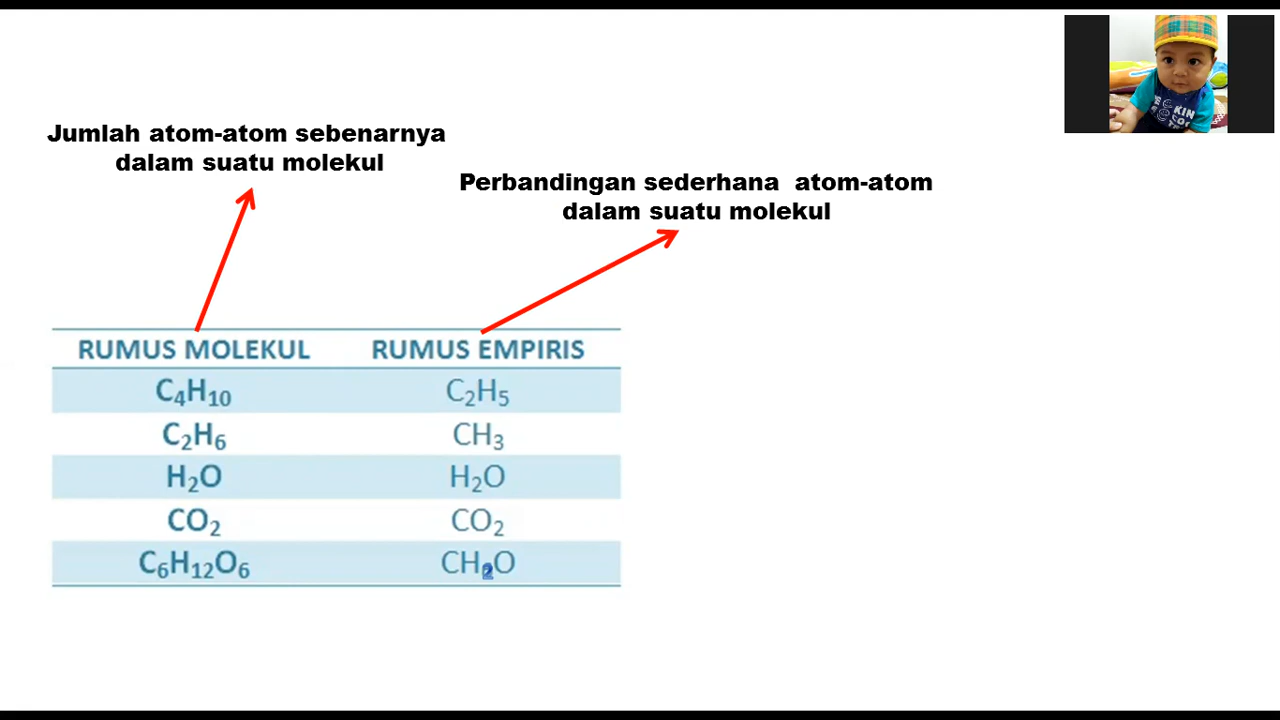 Jumlah atom-atom sebenarnya
dalam suatu molekul
Perbandingan sederhana atom-atom
dalam suatu molekul
RUMUS MOLEKUL RUMUS EMPIRIS
C₄H₁₀ C₂H₅
C₂H₆ CH₃
H₂O H₂O
CO₂ CO₂
C₆H₁₂O₆ CH₂O